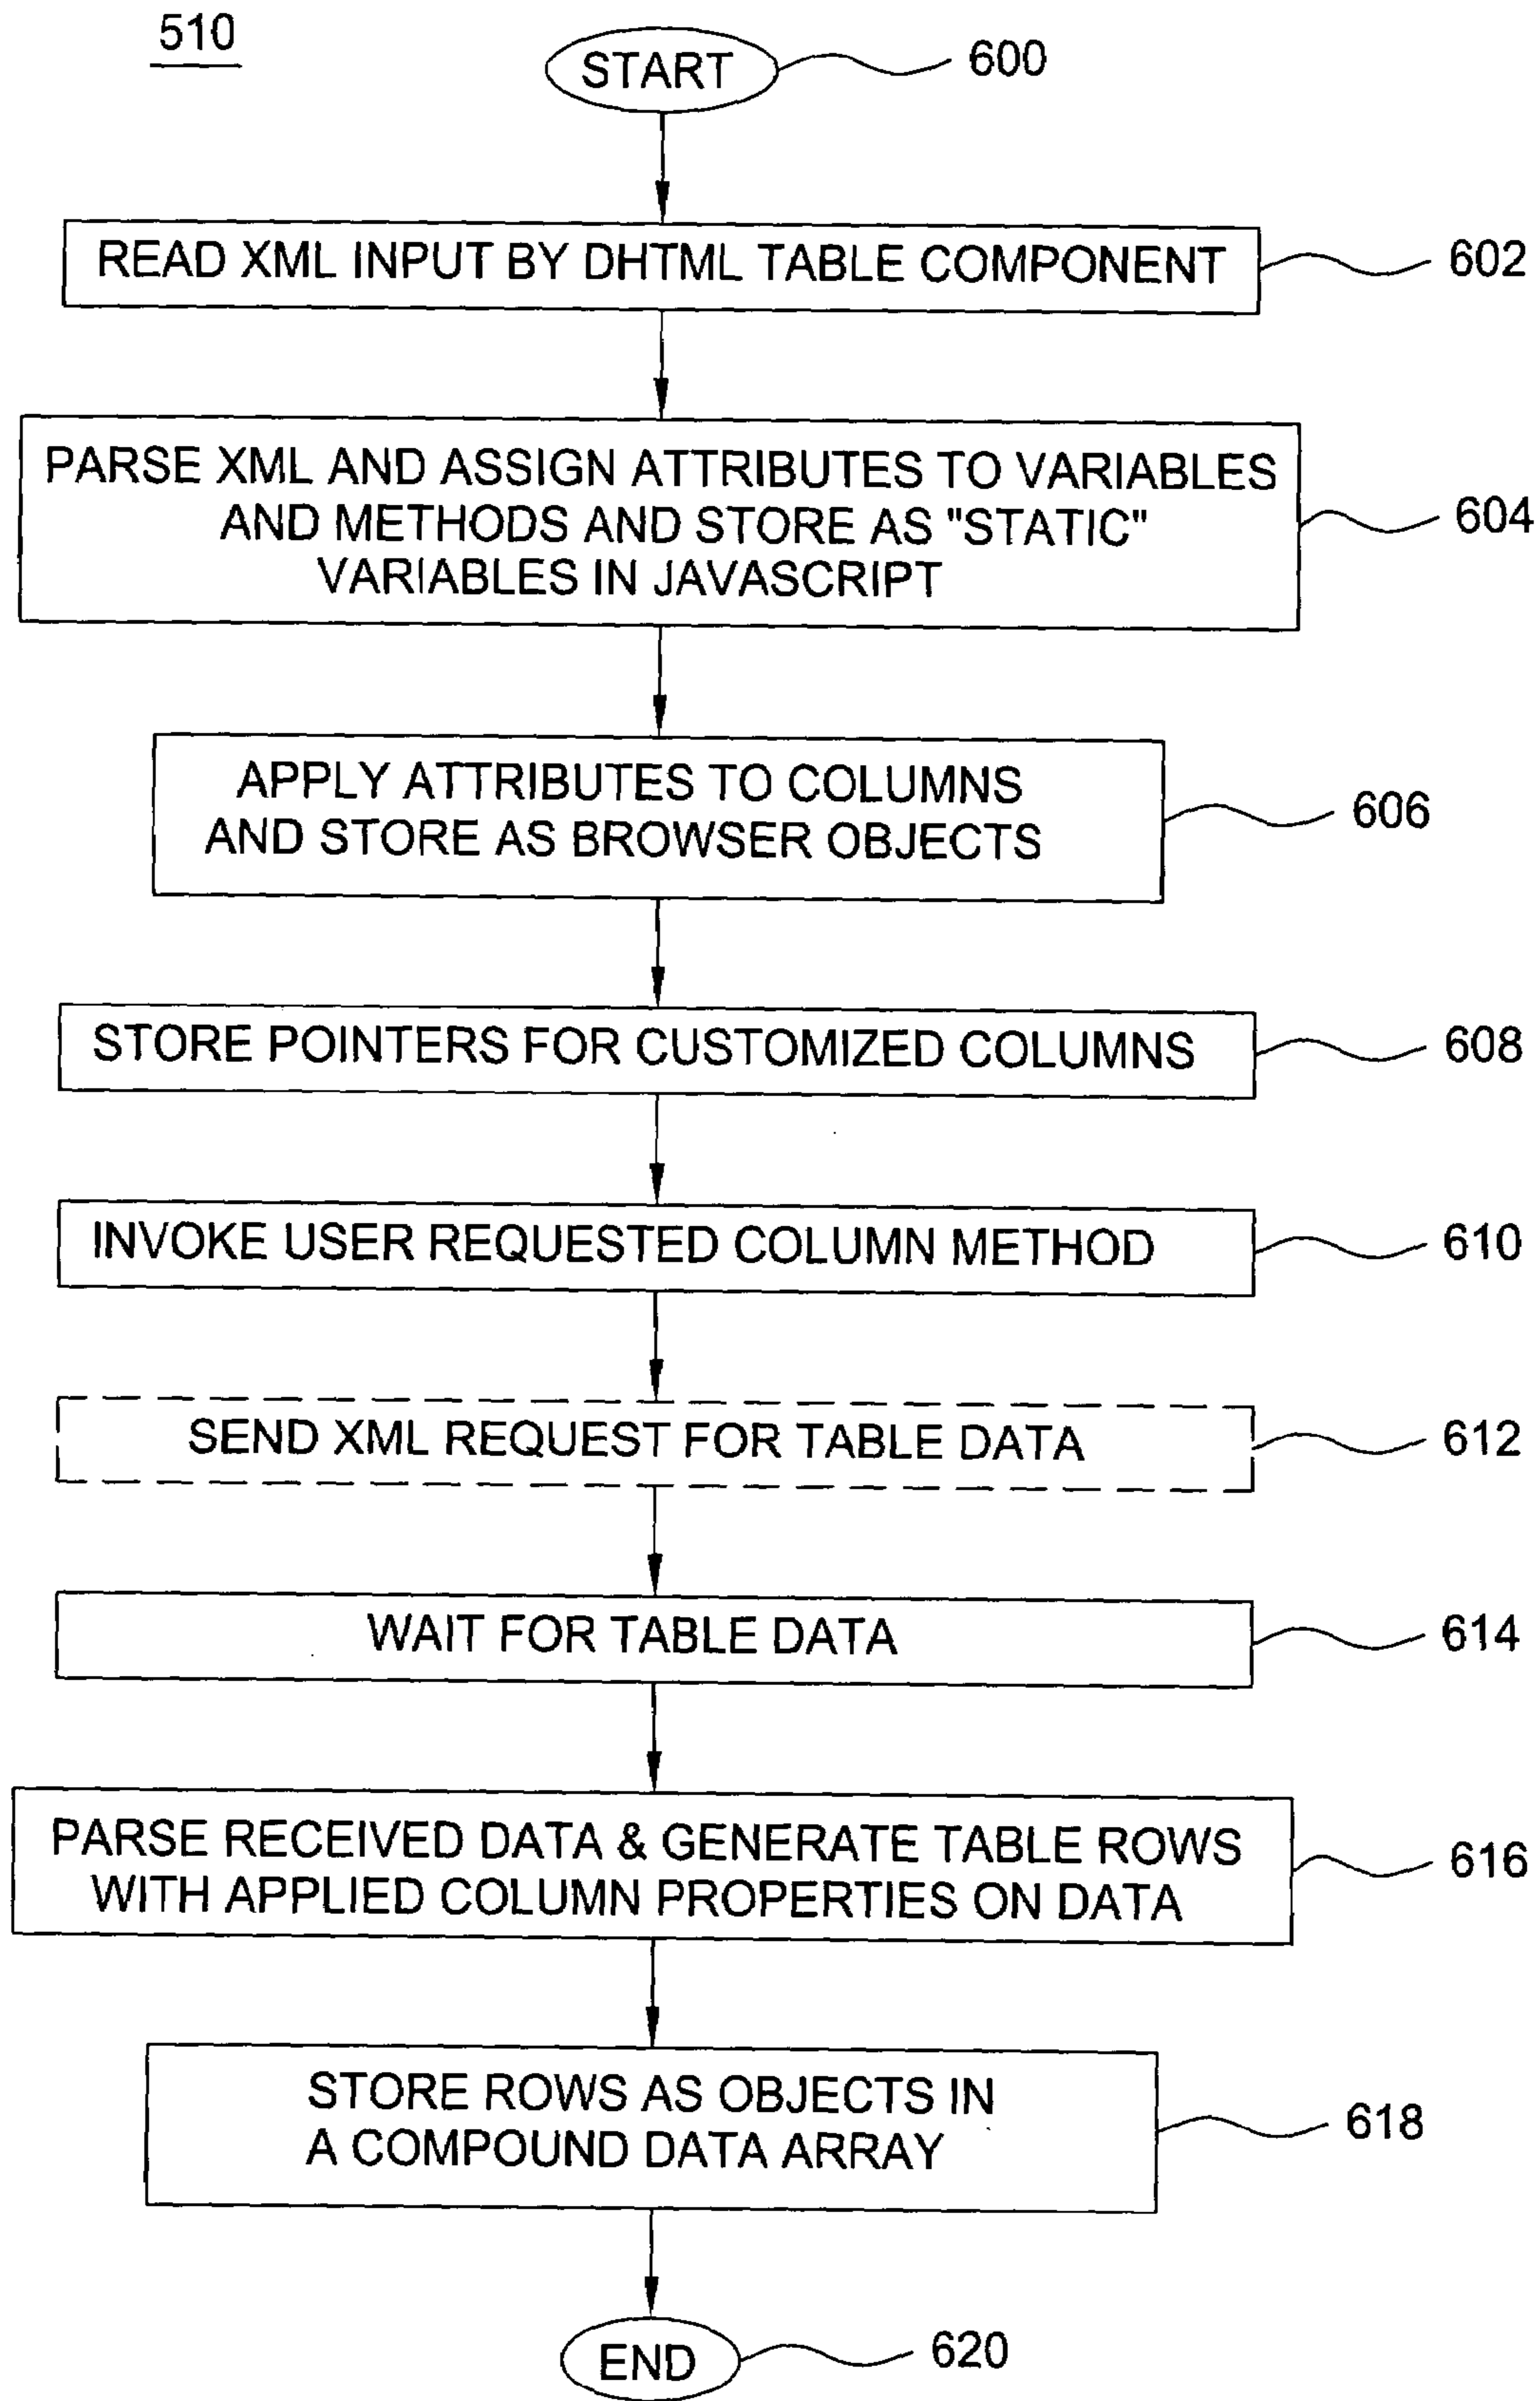 510
START
600
READ XML INPUT BY DHTML TABLE COMPONENT
602
PARSE XML AND ASSIGN ATTRIBUTES TO VARIABLES
AND METHODS AND STORE AS "STATIC"
VARIABLES IN JAVASCRIPT
604
APPLY ATTRIBUTES TO COLUMNS
AND STORE AS BROWSER OBJECTS
606
STORE POINTERS FOR CUSTOMIZED COLUMNS
608
INVOKE USER REQUESTED COLUMN METHOD
610
SEND XML REQUEST FOR TABLE DATA
612
WAIT FOR TABLE DATA
614
PARSE RECEIVED DATA & GENERATE TABLE ROWS
WITH APPLIED COLUMN PROPERTIES ON DATA
616
STORE ROWS AS OBJECTS IN
A COMPOUND DATA ARRAY
618
END
620